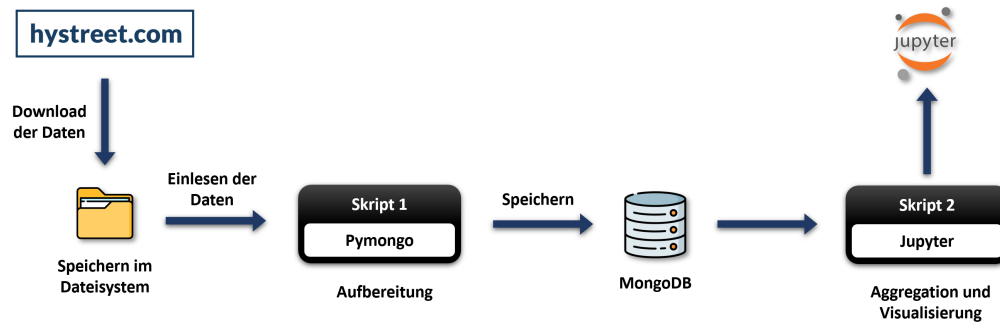 hystreet.com
jupyter
Download
der Daten
Einlesen der
Daten
Speichern im
Dateisystem
Skript 1
Pymongo
Aufbereitung
Speichern
MongoDB
Skript 2
Jupyter
Aggregation und
Visualisierung